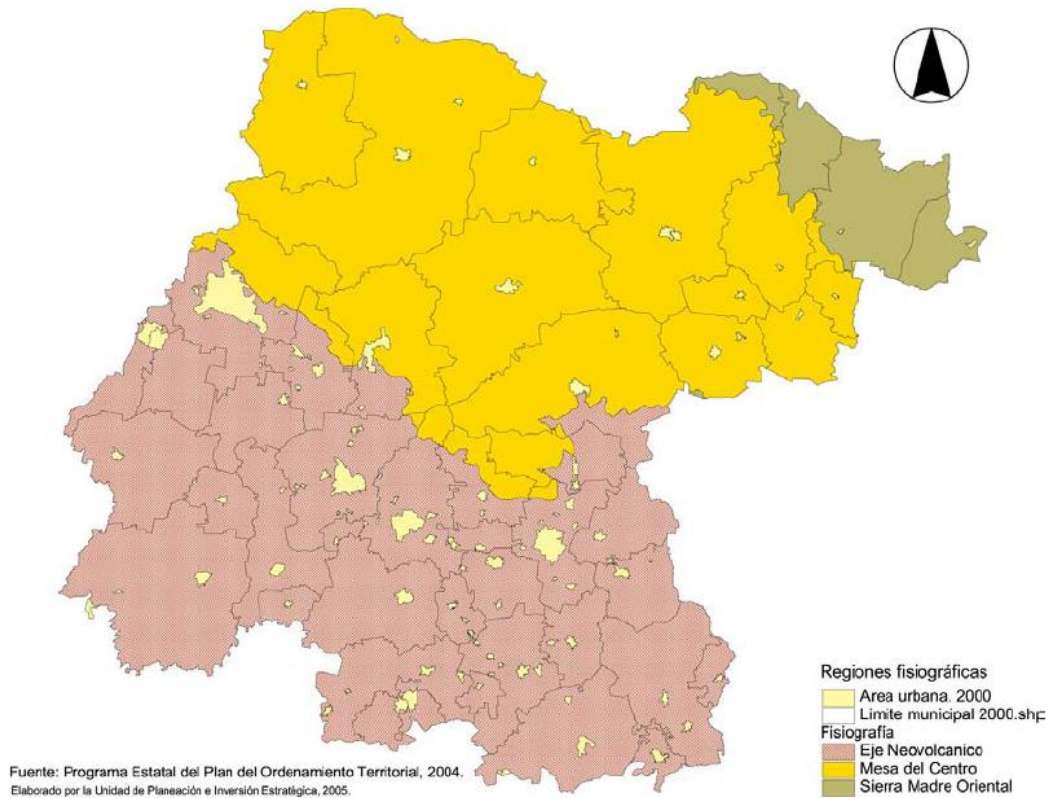 Regiones fisiográficas
Area urbana. 2000
Limite municipal 2000.shp
Fisiografía
Eje Neovolcanico
Mesa del Centro
Sierra Madre Oriental
Fuente: Programa Estatal del Plan del Ordenamiento Territorial, 2004.
Elaborado por la Unidad de Planeación e Inversión Estratégica, 2005.